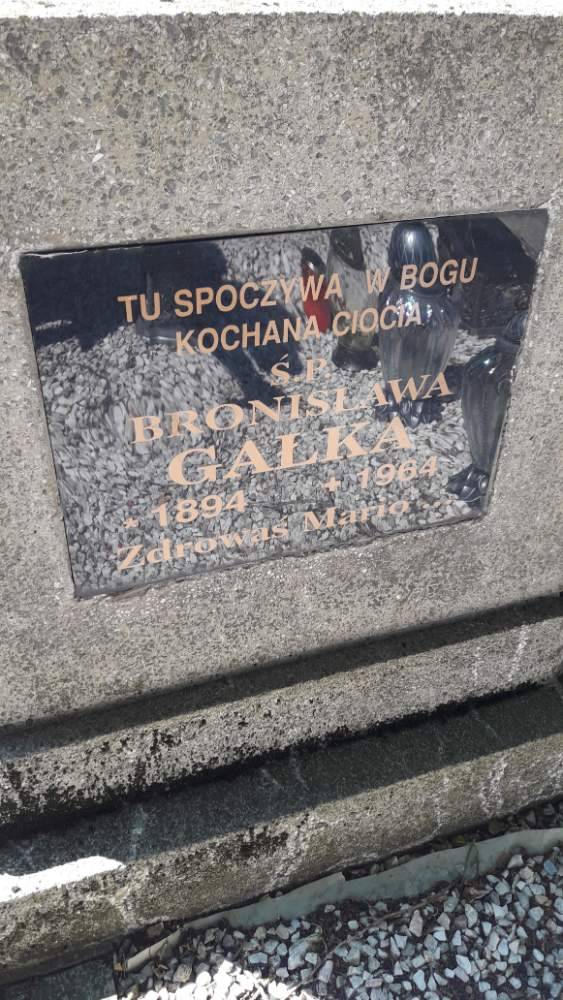 TU SPOCZYWA W BOGU
KOCHANA CIOCIA
Ś.P.
BRONISŁAWA
GAŁKA
* 1894 + 1964
Zdrowaś Mario ...